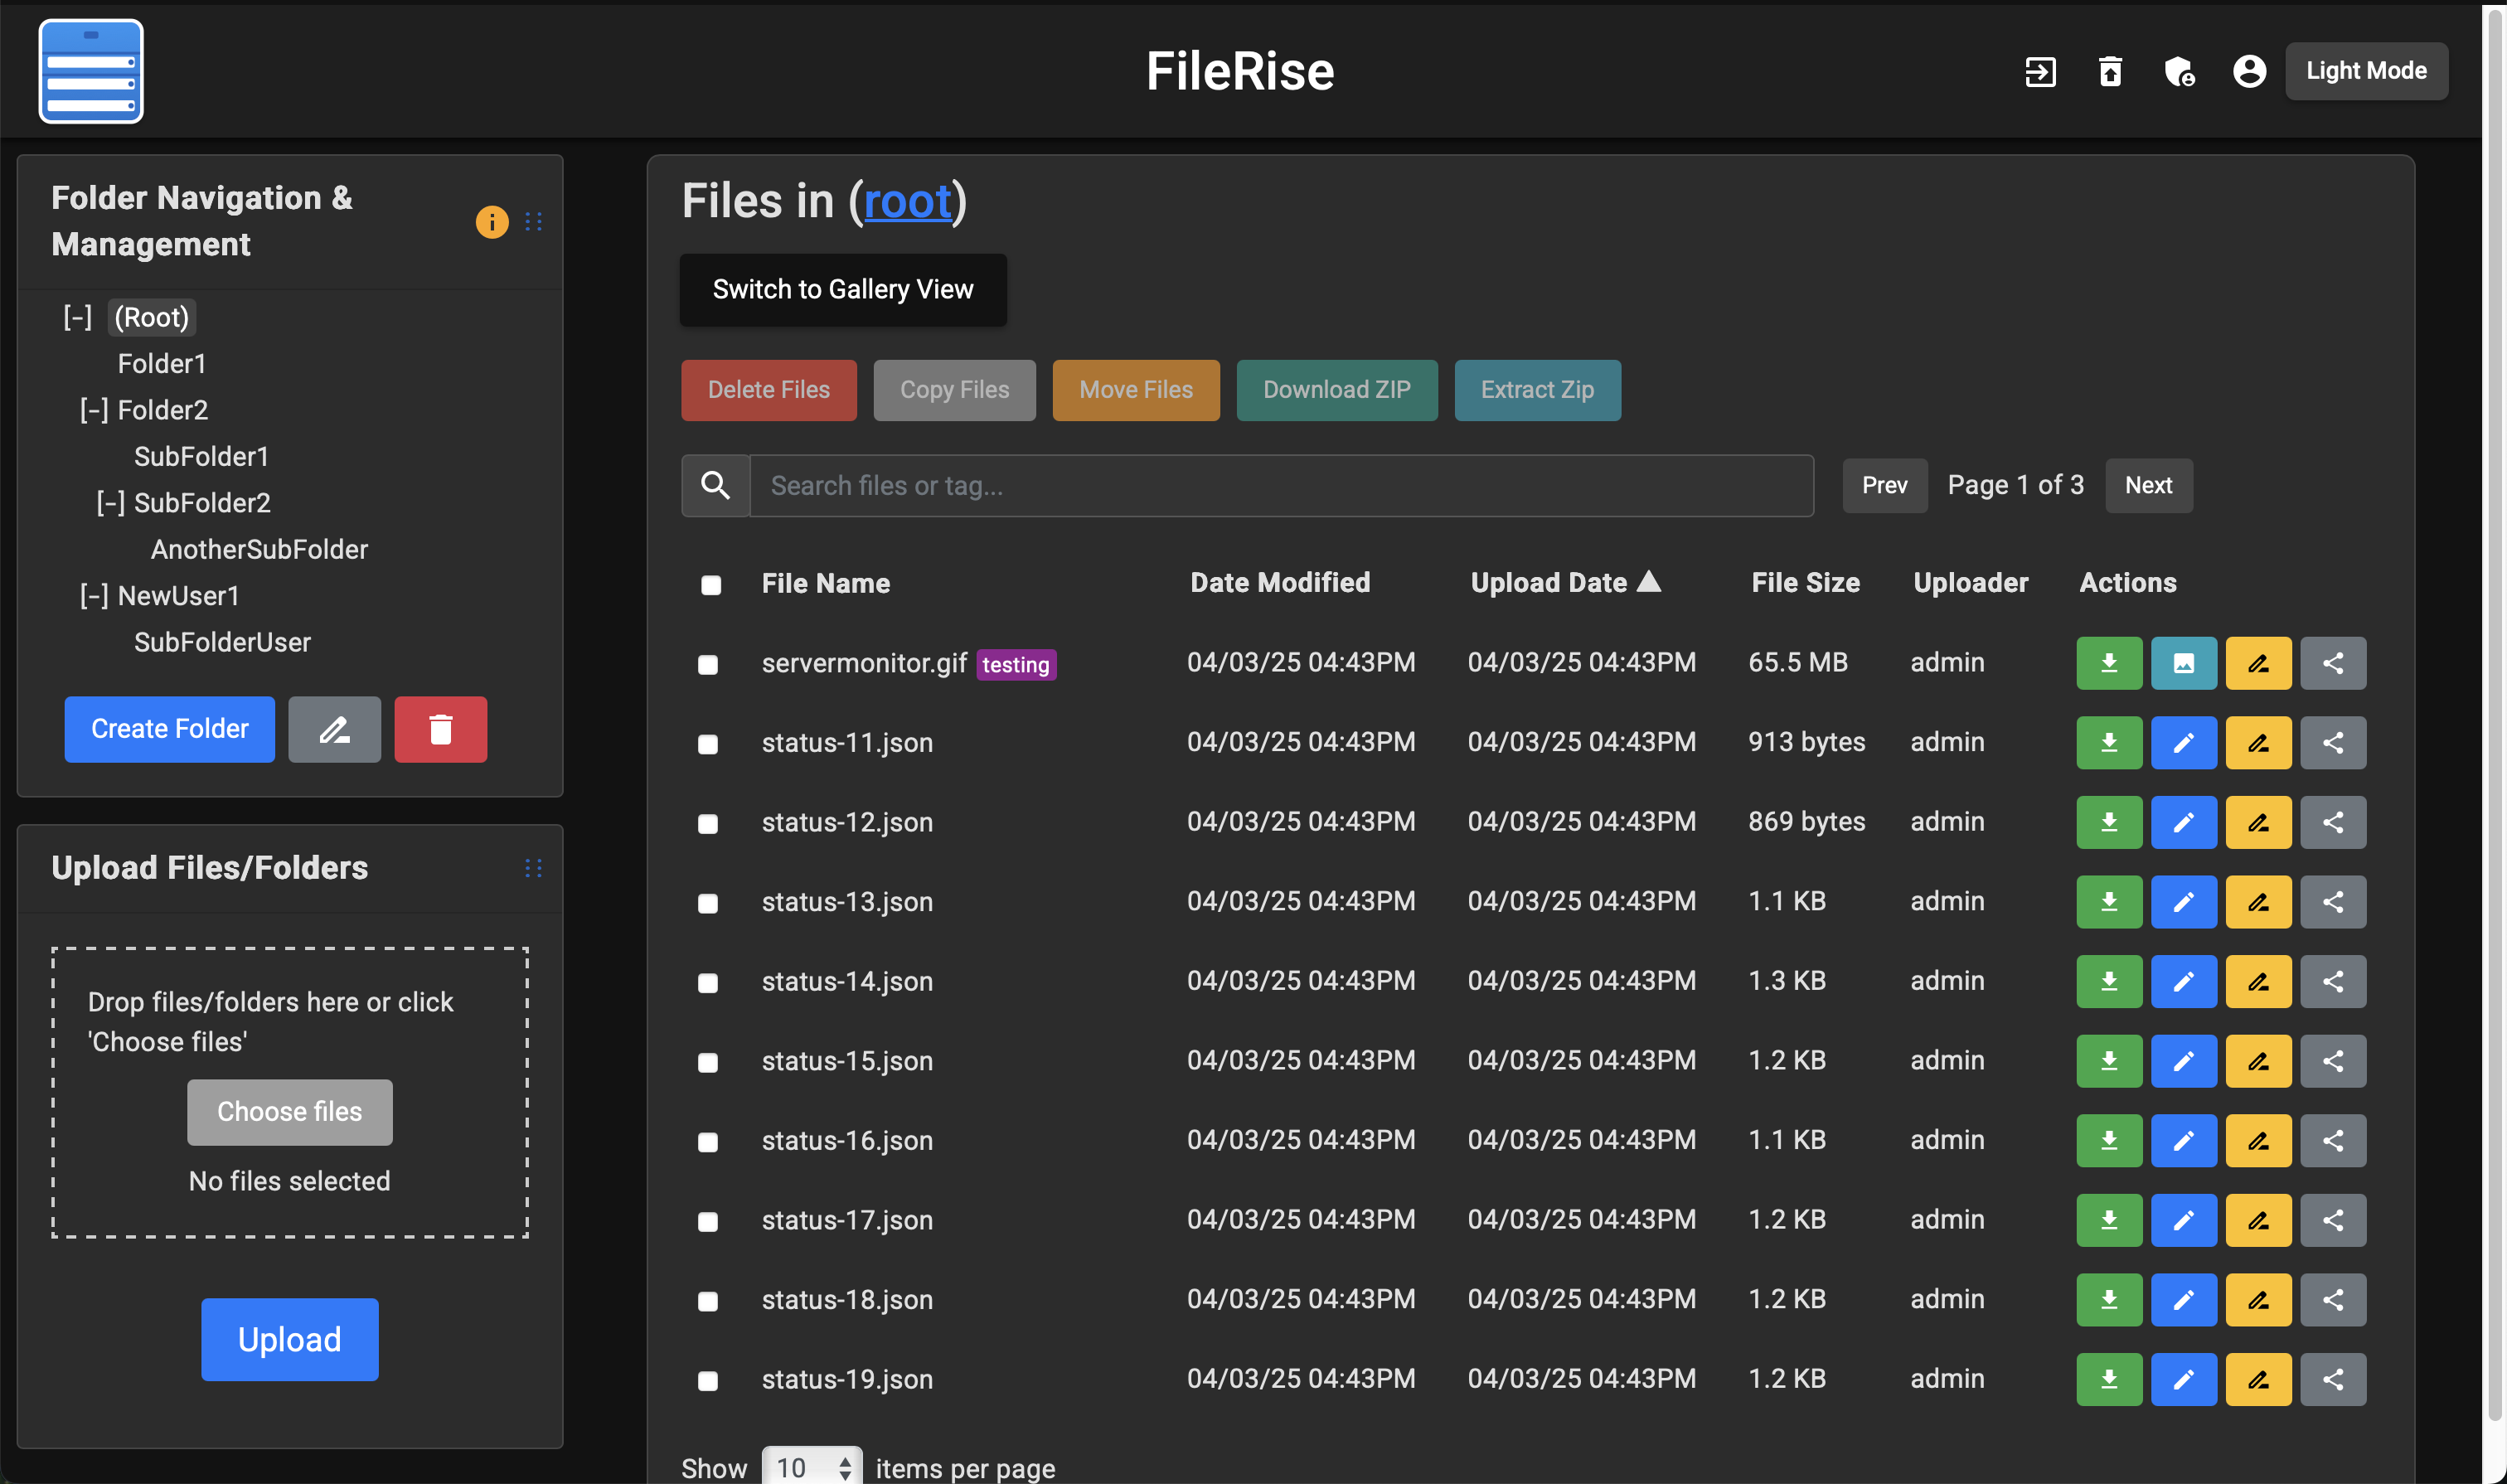 FileRise
Light Mode
Folder Navigation &
Management
[-] (Root)
Folder1
[-] Folder2
SubFolder1
[-] SubFolder2
AnotherSubFolder
[-] NewUser1
SubFolderUser
Create Folder
Upload Files/Folders
Drop files/folders here or click
'Choose files'
Choose files
No files selected
Upload
Files in (root)
Switch to Gallery View
Delete Files Copy Files Move Files Download ZIP Extract Zip
Search files or tag... Prev Page 1 of 3 Next
File Name Date Modified Upload Date ▲ File Size Uploader Actions
servermonitor.gif testing 04/03/25 04:43PM 04/03/25 04:43PM 65.5 MB admin
status-11.json 04/03/25 04:43PM 04/03/25 04:43PM 913 bytes admin
status-12.json 04/03/25 04:43PM 04/03/25 04:43PM 869 bytes admin
status-13.json 04/03/25 04:43PM 04/03/25 04:43PM 1.1 KB admin
status-14.json 04/03/25 04:43PM 04/03/25 04:43PM 1.3 KB admin
status-15.json 04/03/25 04:43PM 04/03/25 04:43PM 1.2 KB admin
status-16.json 04/03/25 04:43PM 04/03/25 04:43PM 1.1 KB admin
status-17.json 04/03/25 04:43PM 04/03/25 04:43PM 1.2 KB admin
status-18.json 04/03/25 04:43PM 04/03/25 04:43PM 1.2 KB admin
status-19.json 04/03/25 04:43PM 04/03/25 04:43PM 1.2 KB admin
Show 10 items per page